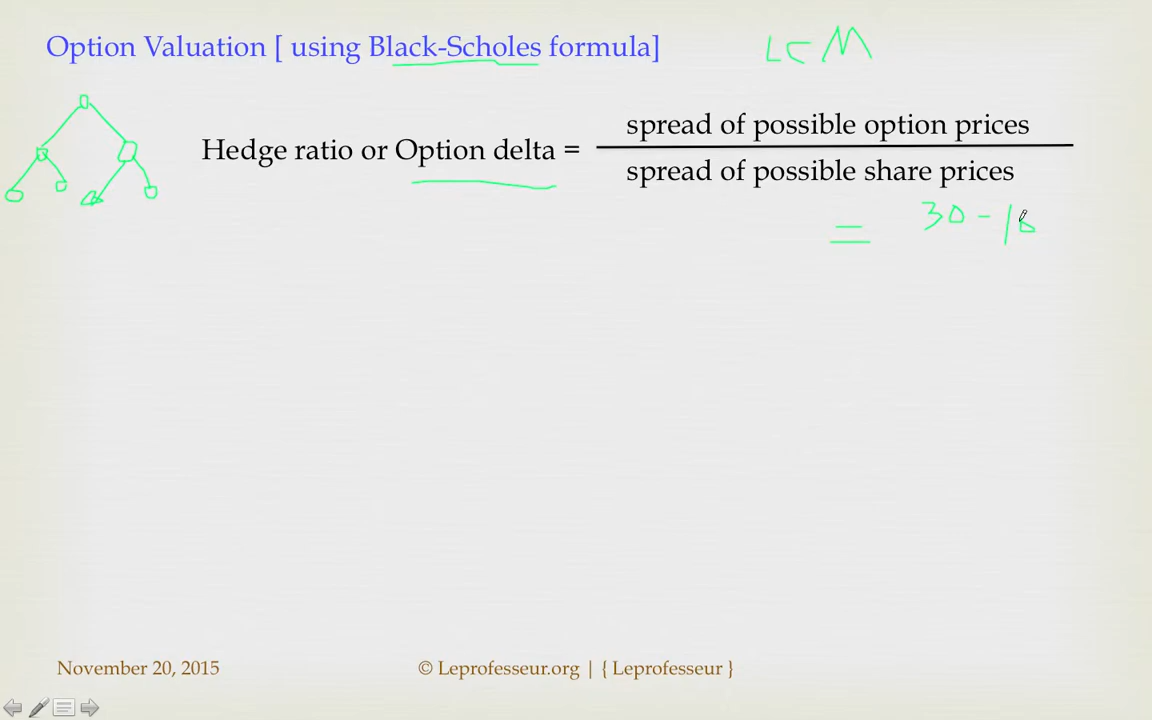 Option Valuation [ using Black-Scholes formula]
LCM
Hedge ratio or Option delta =
spread of possible option prices
spread of possible share prices
= 30 -
November 20, 2015
© Leprofesseur.org | { Leprofesseur }